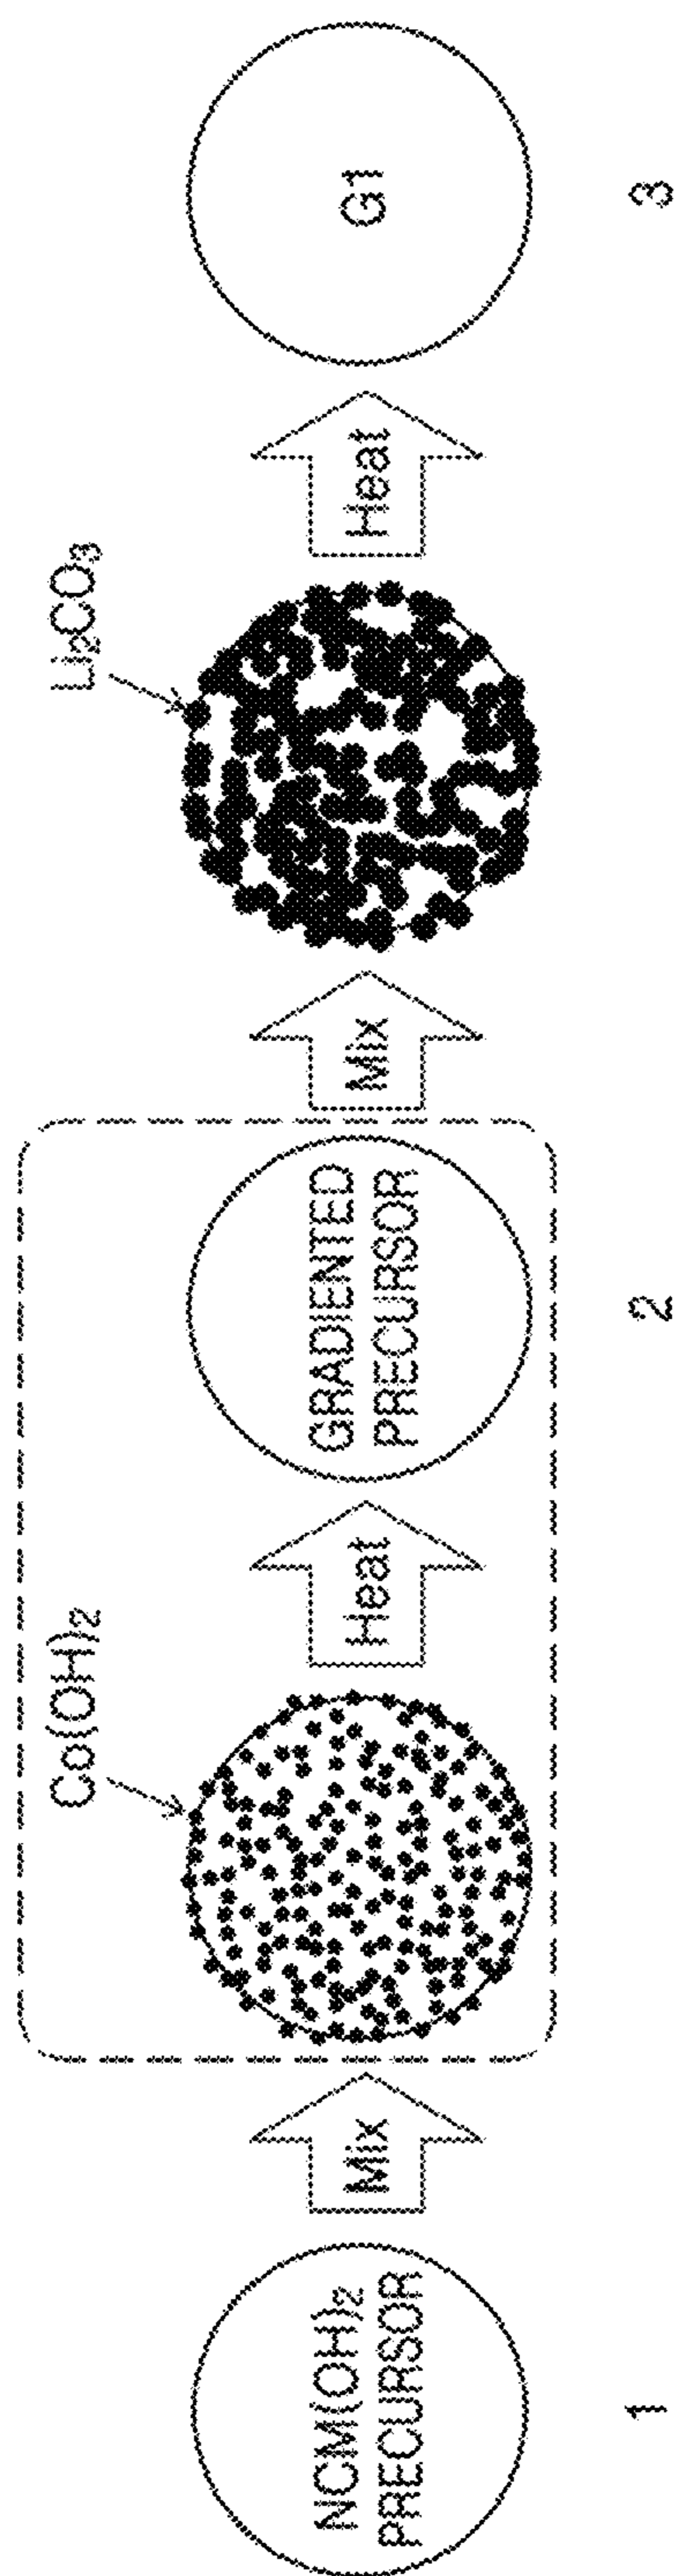 NCM(OH)₂
PRECURSOR
1
Mix
Co(OH)₂
Heat
GRADIENTED
PRECURSOR
2
Mix
Li₂CO₃
Heat
G1
3